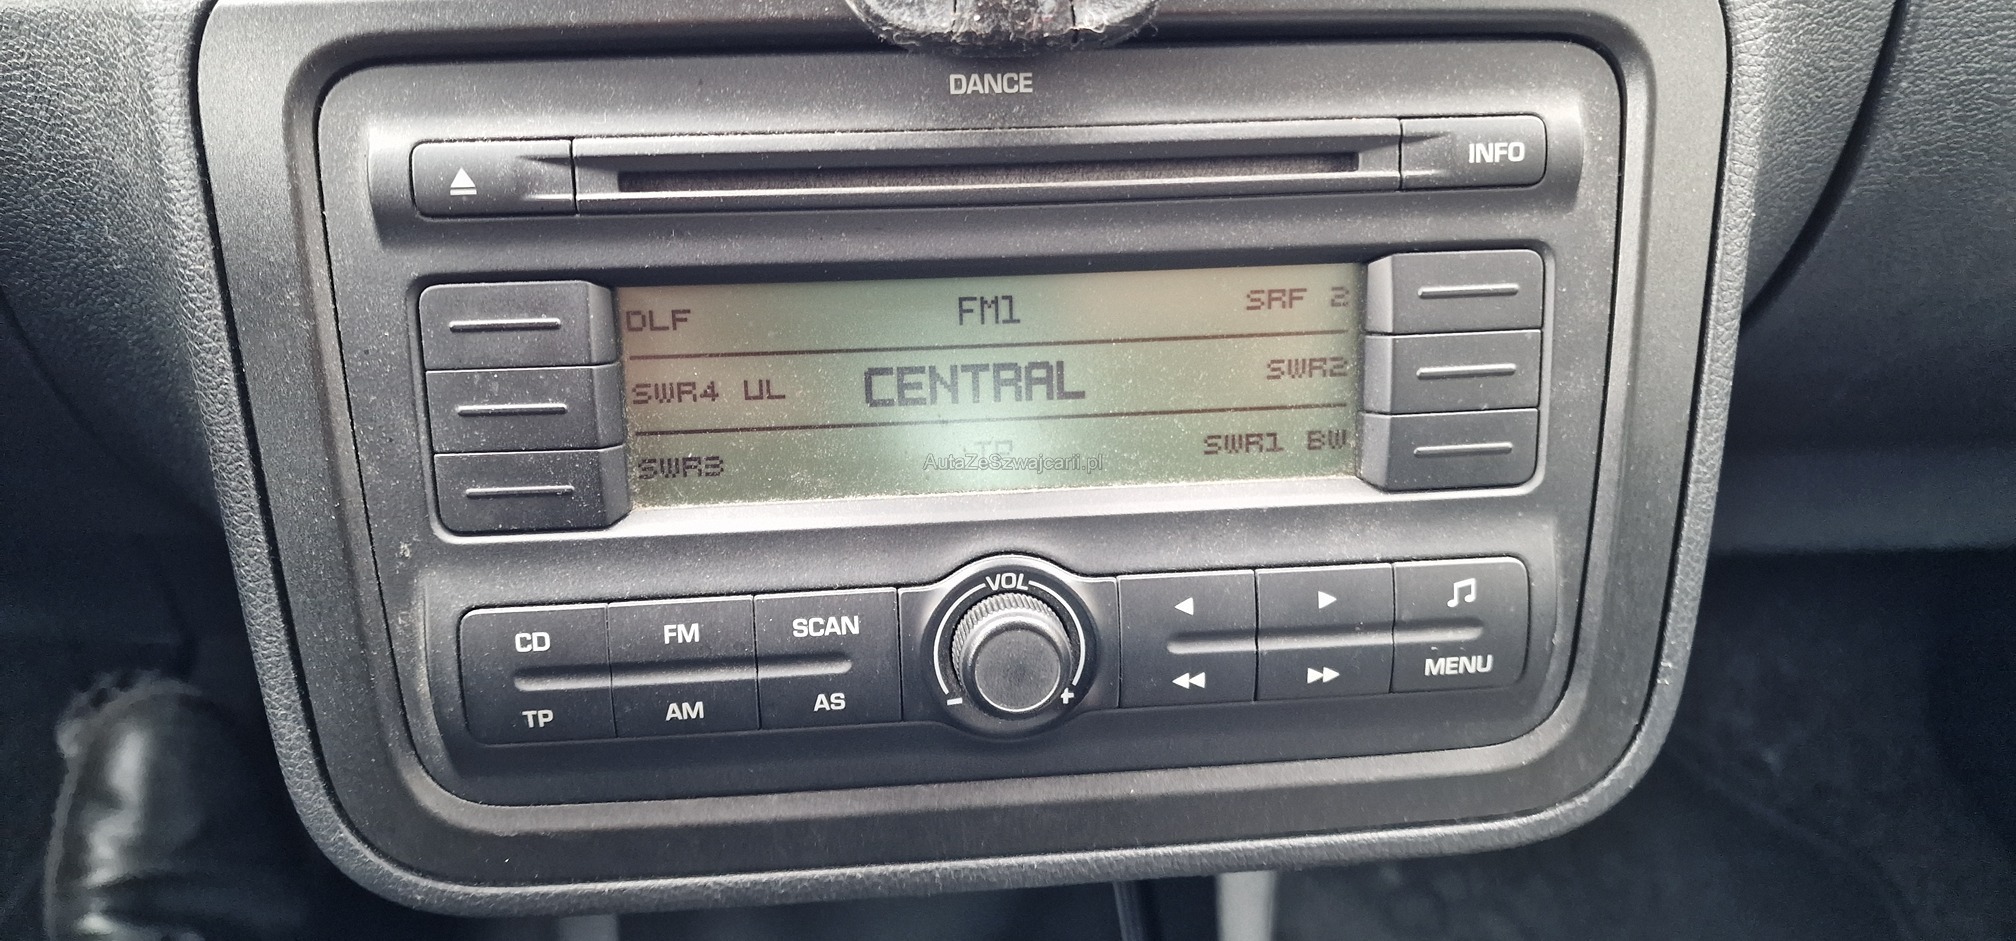 DANCE
INFO
DLF FM1 SRF 2
SWR4 UL CENTRAL SWR2
SWR3 TP SWR1 BW
AutaZeSzwajcarii.pl
VOL
CD FM SCAN
TP AM AS MENU
- +